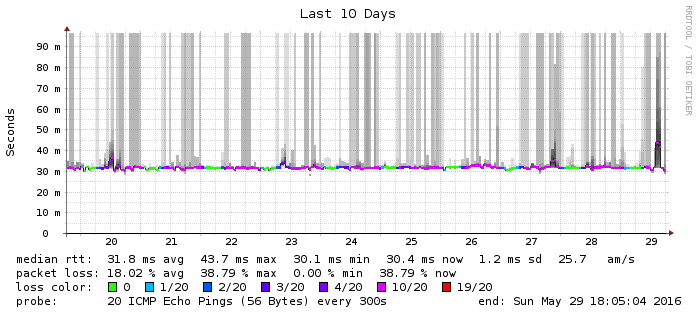 Last 10 Days
RRDTOOL / TOBI OETIKER
Seconds
90 m
80 m
70 m
60 m
50 m
40 m
30 m
20 m
10 m
0
20 21 22 23 24 25 26 27 28 29
median rtt: 31.8 ms avg 43.7 ms max 30.1 ms min 30.4 ms now 1.2 ms sd 25.7 am/s
packet loss: 18.02 % avg 38.79 % max 0.00 % min 38.79 % now
loss color: 0 1/20 2/20 3/20 4/20 10/20 19/20
probe: 20 ICMP Echo Pings (56 Bytes) every 300s end: Sun May 29 18:05:04 2016